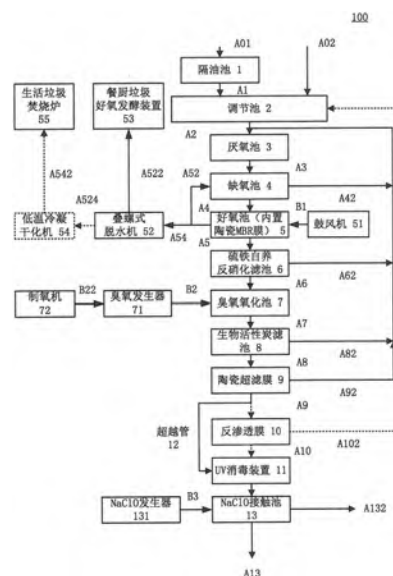 100
A01
A02
隔油池 1
A1
调节池 2
生活垃圾
焚烧炉
55
餐厨垃圾
好氧发酵装置
53
A2
厌氧池 3
A3
A542
A522
A52
缺氧池 4
A42
A524
A4
B1
低温冷凝
干化机 54
叠螺式
脱水机 52
A54
好氧池（内置
陶瓷MBR膜）5
鼓风机 51
A5
硫铁自养
反硝化滤池 6
A62
A6
制氧机
72
B22
臭氧发生器
71
B2
臭氧氧化池 7
A7
生物活性炭滤
池 8
A82
A8
陶瓷超滤膜 9
A92
A9
超越管
12
反渗透膜 10
A102
A10
UV消毒装置 11
NaClO发生器
131
B3
NaClO接触池
13
A132
A13